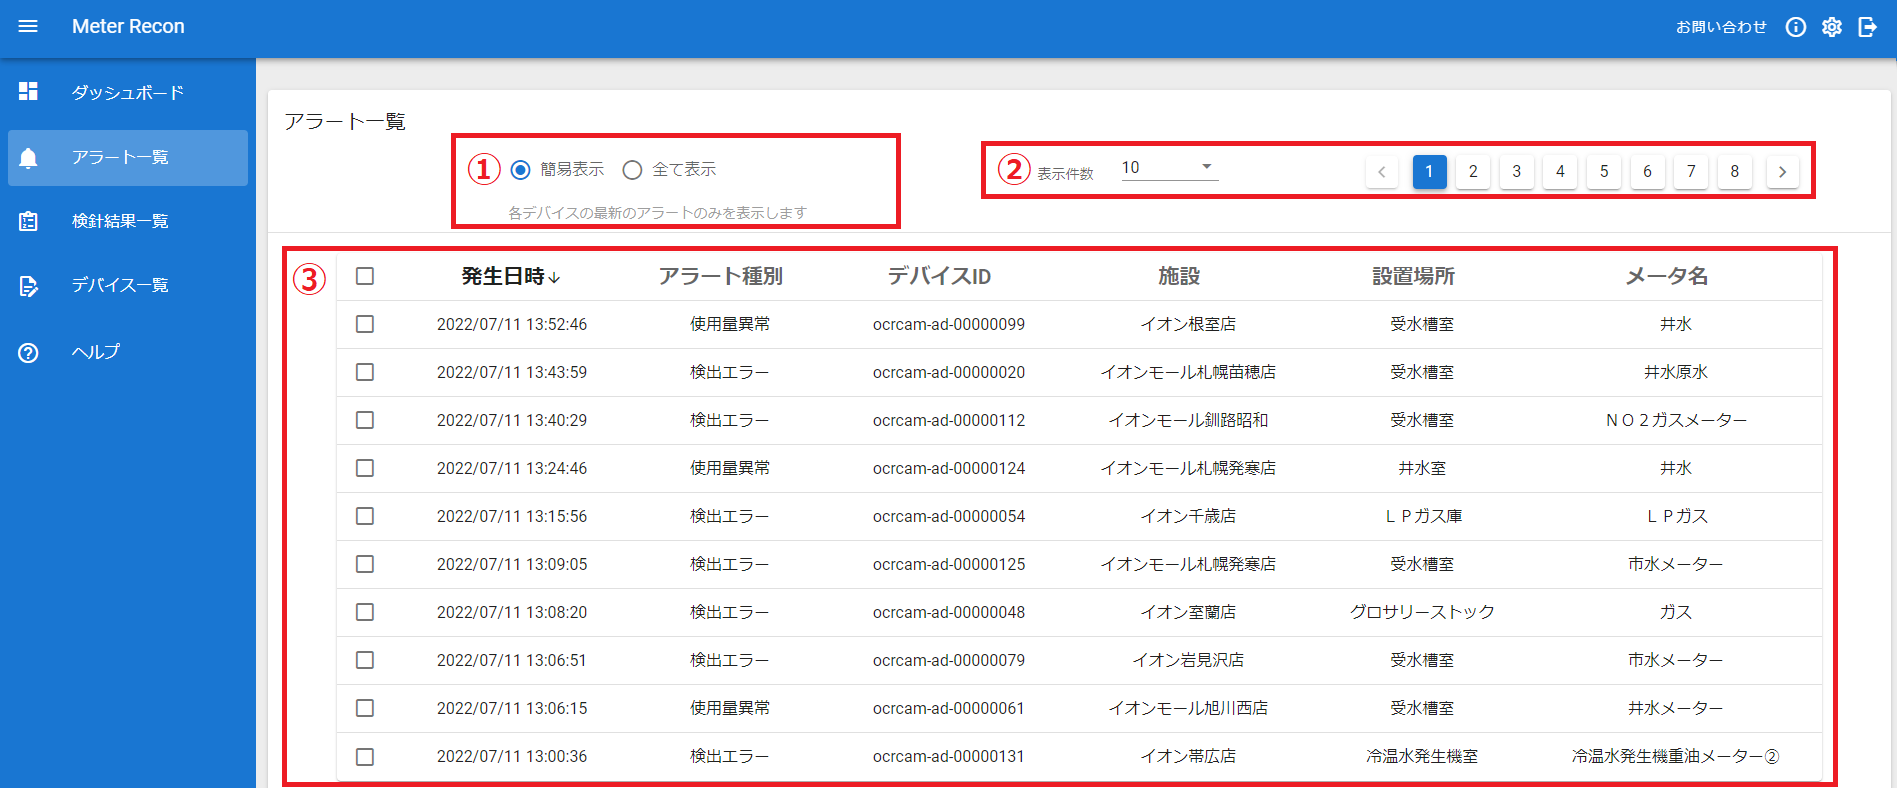 Meter Recon
お問い合わせ
ダッシュボード
アラート一覧
検針結果一覧
デバイス一覧
ヘルプ
アラート一覧
① 簡易表示 全て表示
各デバイスの最新のアラートのみを表示します
② 表示件数 10 1 2 3 4 5 6 7 8
③ 発生日時↓ アラート種別 デバイスID 施設 設置場所 メータ名
2022/07/11 13:52:46 使用量異常 ocrcam-ad-00000099 イオン根室店 受水槽室 井水
2022/07/11 13:43:59 検出エラー ocrcam-ad-00000020 イオンモール札幌苗穂店 受水槽室 井水原水
2022/07/11 13:40:29 検出エラー ocrcam-ad-00000112 イオンモール釧路昭和 受水槽室 ＮＯ２ガスメーター
2022/07/11 13:24:46 使用量異常 ocrcam-ad-00000124 イオンモール札幌発寒店 井水室 井水
2022/07/11 13:15:56 検出エラー ocrcam-ad-00000054 イオン千歳店 ＬＰガス庫 ＬＰガス
2022/07/11 13:09:05 検出エラー ocrcam-ad-00000125 イオンモール札幌発寒店 受水槽室 市水メーター
2022/07/11 13:08:20 検出エラー ocrcam-ad-00000048 イオン室蘭店 グロサリーストック ガス
2022/07/11 13:06:51 検出エラー ocrcam-ad-00000079 イオン岩見沢店 受水槽室 市水メーター
2022/07/11 13:06:15 使用量異常 ocrcam-ad-00000061 イオンモール旭川西店 受水槽室 井水メーター
2022/07/11 13:00:36 検出エラー ocrcam-ad-00000131 イオン帯広店 冷温水発生機室 冷温水発生機重油メーター②